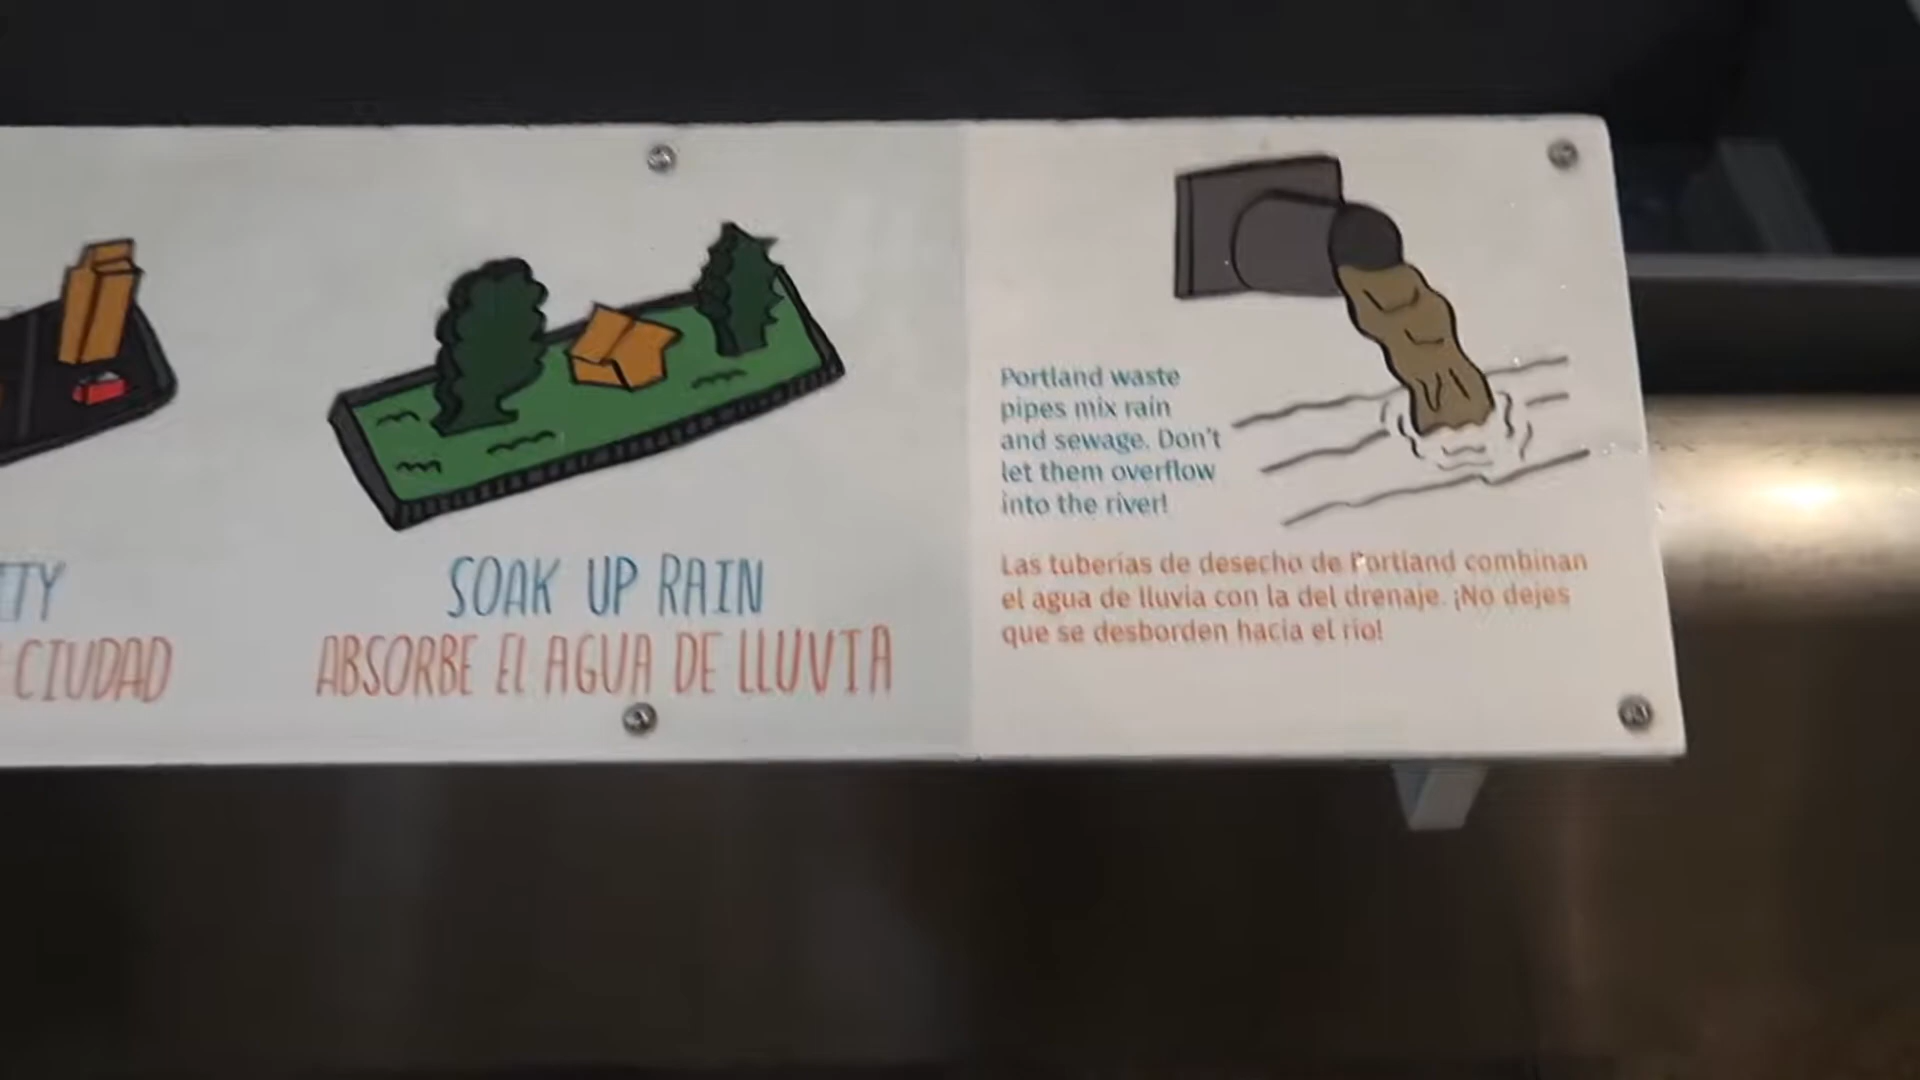 TY
CIUDAD
SOAK UP RAIN
ABSORBE El AGUA DE LLUVIA
Portland waste
pipes mix rain
and sewage. Don't
let them overflow
into the river!
Las tuberías de desecho de Portland combinan
el agua de lluvia con la del drenaje. ¡No dejes
que se desborden hacia el río!